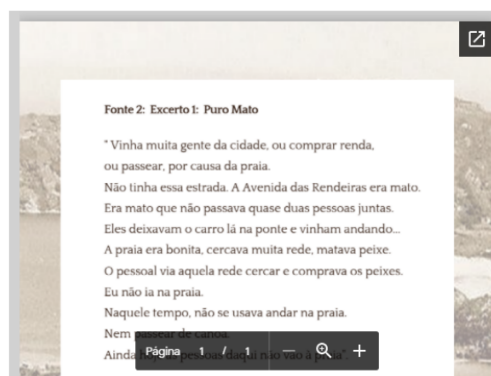 Fonte 2: Excerto 1: Puro Mato
" Vinha muita gente da cidade, ou comprar renda,
ou passear, por causa da praia.
Não tinha essa estrada. A Avenida das Rendeiras era mato.
Era mato que não passava quase duas pessoas juntas.
Eles deixavam o carro lá na ponte e vinham andando...
A praia era bonita, cercava muita rede, matava peixe.
O pessoal via aquela rede cercar e comprava os peixes.
Eu não ia na praia.
Naquele tempo, não se usava andar na praia.
Nem passear de canoa.
Ainda hoje as pessoas daqui não vão à praia".
Página 1 / 1